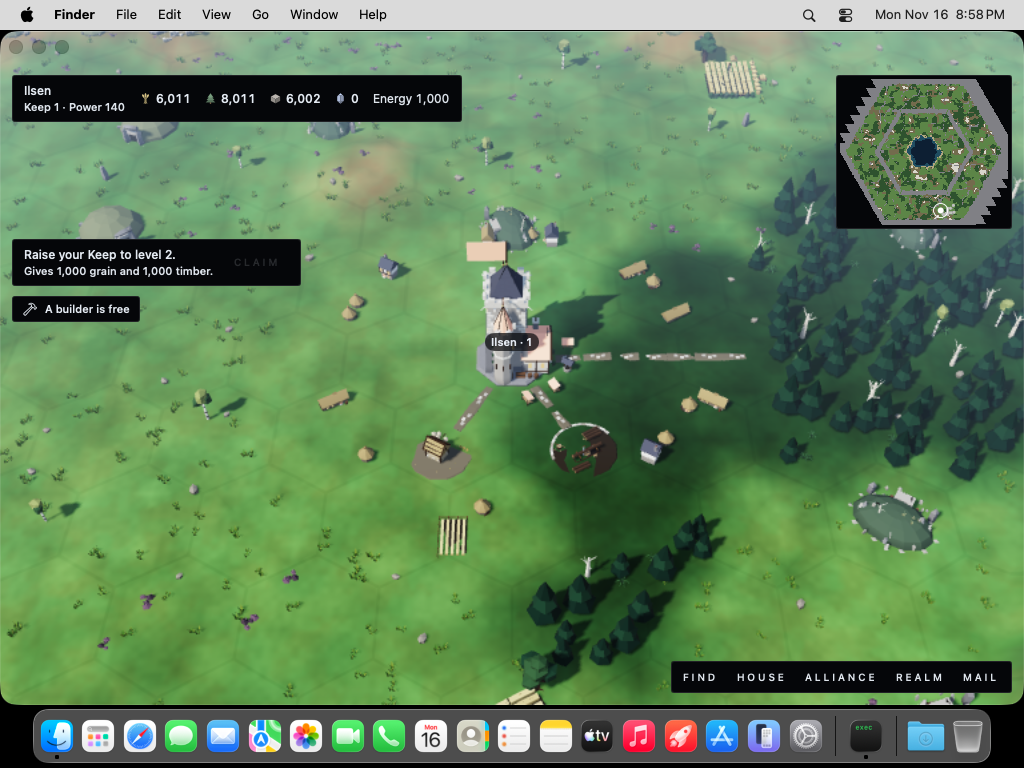 Finder File Edit View Go Window Help Mon Nov 16 8:58 PM
Ilsen
Keep 1 · Power 140
6,011 8,011 6,002 0 Energy 1,000
Raise your Keep to level 2.
Gives 1,000 grain and 1,000 timber.
CLAIM
A builder is free
Ilsen · 1
FIND HOUSE ALLIANCE REALM MAIL
Mon
16
tv
exec